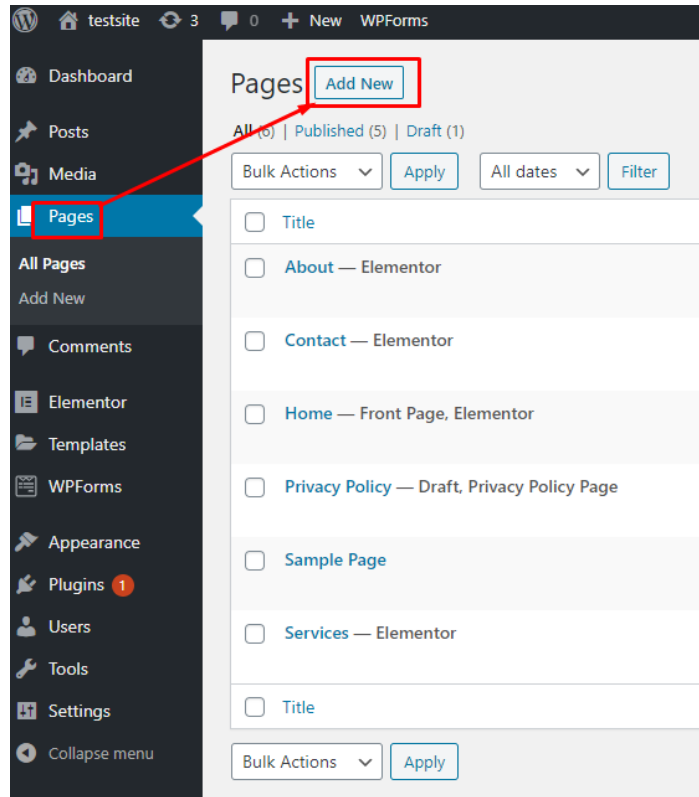 testsite 3 0 + New WPForms
Dashboard
Posts
Media
Pages
All Pages
Add New
Comments
Elementor
Templates
WPForms
Appearance
Plugins 1
Users
Tools
Settings
Collapse menu
Pages Add New
All (6) | Published (5) | Draft (1)
Bulk Actions Apply All dates Filter
Title
About — Elementor
Contact — Elementor
Home — Front Page, Elementor
Privacy Policy — Draft, Privacy Policy Page
Sample Page
Services — Elementor
Title
Bulk Actions Apply